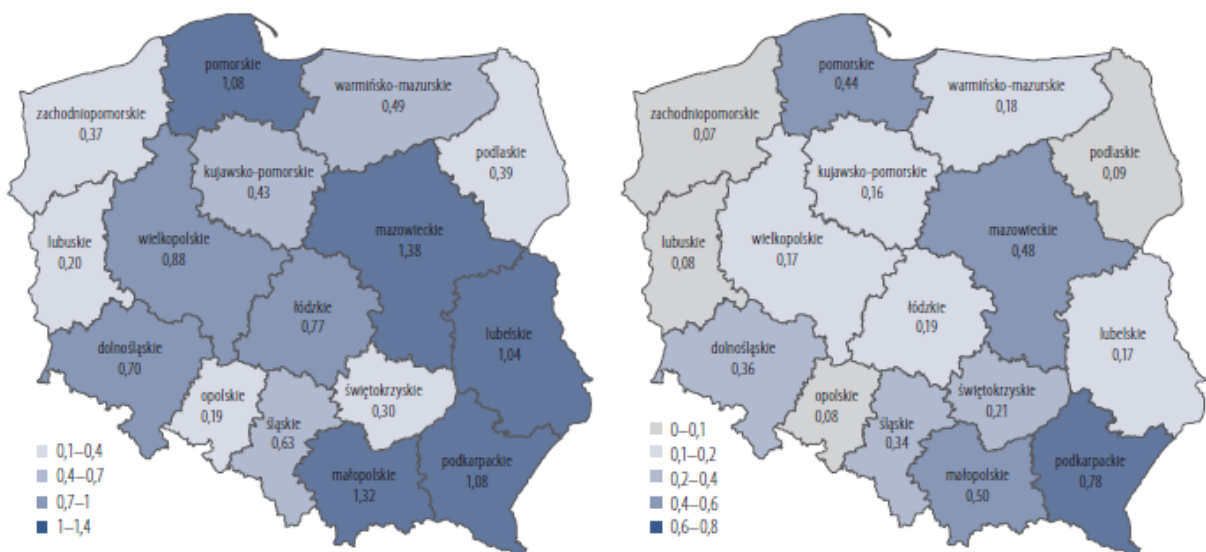 pomorskie
1,08
warmińsko-mazurskie
0,49
zachodniopomorskie
0,37
podlaskie
0,39
kujawsko-pomorskie
0,43
mazowieckie
1,38
lubuskie
0,20
wielkopolskie
0,88
łódzkie
0,77
lubelskie
1,04
dolnośląskie
0,70
opolskie
0,19
świętokrzyskie
0,30
śląskie
0,63
małopolskie
1,32
podkarpackie
1,08
0,1–0,4
0,4–0,7
0,7–1
1–1,4
pomorskie
0,44
warmińsko-mazurskie
0,18
zachodniopomorskie
0,07
podlaskie
0,09
kujawsko-pomorskie
0,16
mazowieckie
0,48
lubuskie
0,08
wielkopolskie
0,17
łódzkie
0,19
lubelskie
0,17
dolnośląskie
0,36
opolskie
0,08
świętokrzyskie
0,21
śląskie
0,34
małopolskie
0,50
podkarpackie
0,78
0–0,1
0,1–0,2
0,2–0,4
0,4–0,6
0,6–0,8